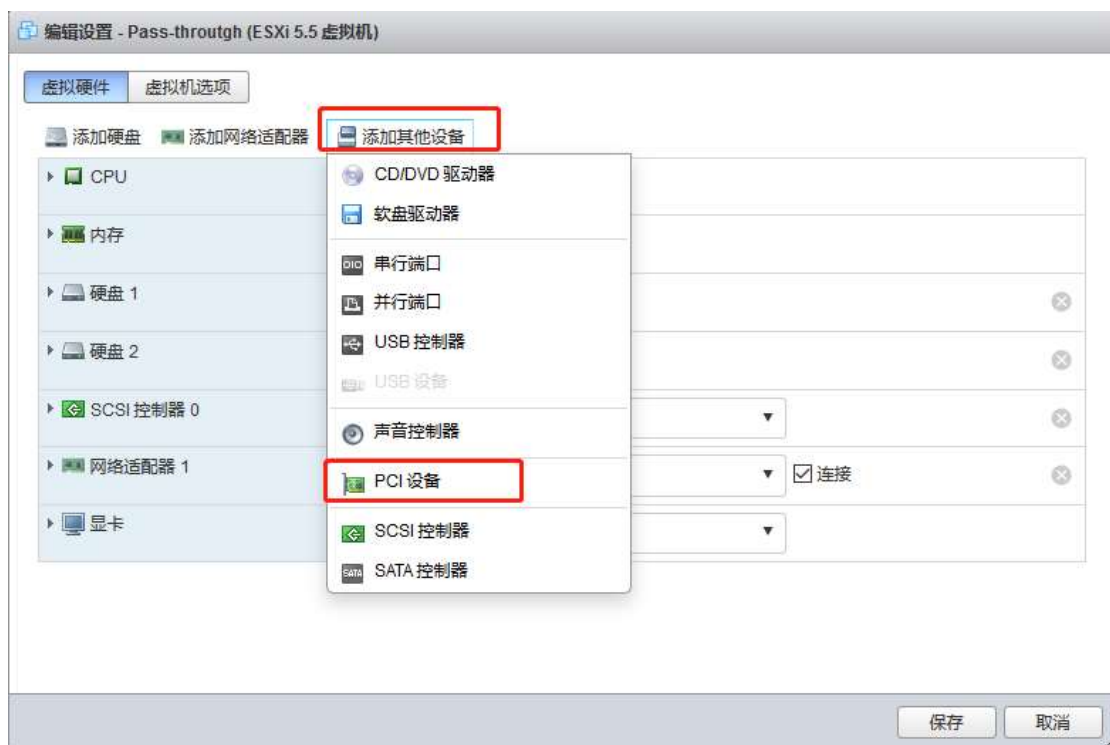 编辑设置 - Pass-throutgh (ESXi 5.5 虚拟机)
虚拟硬件 虚拟机选项
添加硬盘 添加网络适配器 添加其他设备
CPU
内存
硬盘 1
硬盘 2
SCSI 控制器 0
网络适配器 1
显卡
CD/DVD 驱动器
软盘驱动器
串行端口
并行端口
USB 控制器
USB 设备
声音控制器
PCI 设备
SCSI 控制器
SATA 控制器
连接
保存 取消